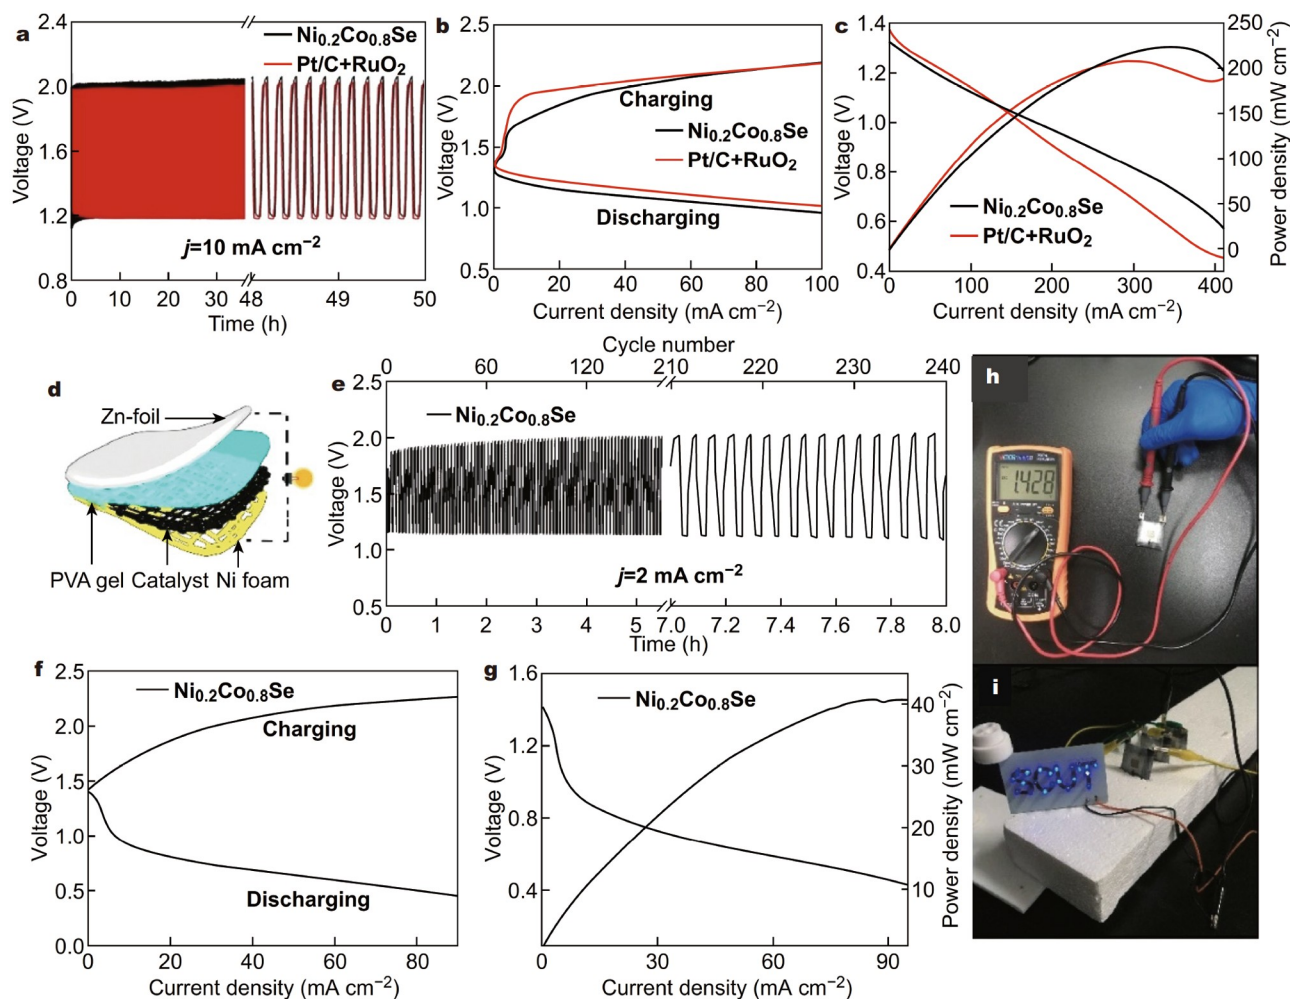 a
2.4
2.0
1.6
1.2
0.8
Voltage (V)
Ni0.2Co0.8Se
Pt/C+RuO2
j=10 mA cm−2
0 10 20 30 48 49 50
Time (h)
b
2.5
2.0
1.5
1.0
0.5
Voltage (V)
Charging
Ni0.2Co0.8Se
Pt/C+RuO2
Discharging
0 20 40 60 80 100
Current density (mA cm−2)
c
1.4
1.2
1.0
0.8
0.6
0.4
Voltage (V)
Ni0.2Co0.8Se
Pt/C+RuO2
250
200
150
100
50
0
Power density (mW cm−2)
0 100 200 300 400
Current density (mA cm−2)
d
Zn-foil
PVA gel Catalyst Ni foam
Cycle number
0 60 120 210 220 230 240
e
2.5
2.0
1.5
1.0
0.5
Voltage (V)
Ni0.2Co0.8Se
j=2 mA cm−2
0 1 2 3 4 5 7.0 7.2 7.4 7.6 7.8 8.0
Time (h)
f
2.5
2.0
1.5
1.0
0.5
0.0
Voltage (V)
Ni0.2Co0.8Se
Charging
Discharging
0 20 40 60 80
Current density (mA cm−2)
g
1.6
1.2
0.8
0.4
Voltage (V)
Ni0.2Co0.8Se
40
30
20
10
Power density (mW cm−2)
0 30 60 90
Current density (mA cm−2)
h
1.428
i
SUUT